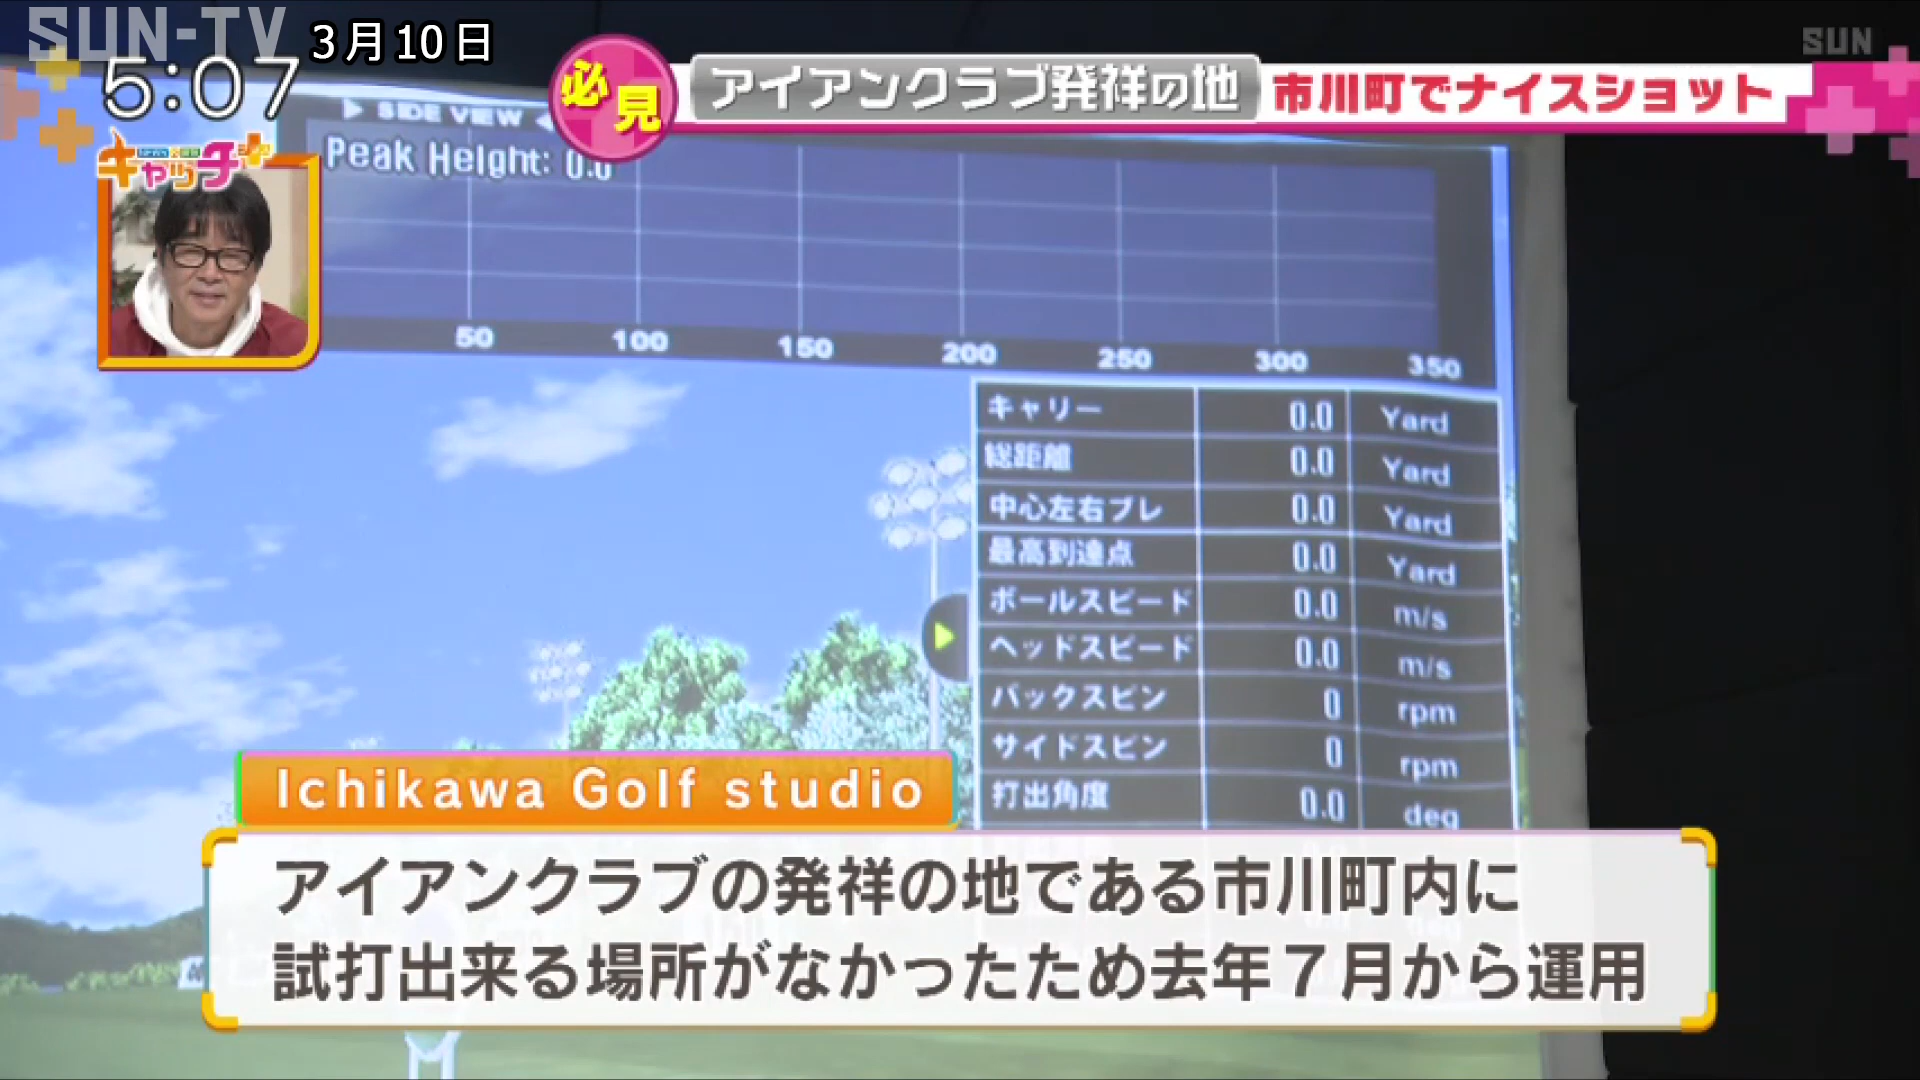 SUN-TV
3月10日
SUN
5:07
キャッチ+
必見
アイアンクラブ発祥の地
市川町でナイスショット
SIDE VIEW
Peak Height: 0.0
50 100 150 200 250 300 350
キャリー 0.0 Yard
総距離 0.0 Yard
中心左右ブレ 0.0 Yard
最高到達点 0.0 Yard
ボールスピード 0.0 m/s
ヘッドスピード 0.0 m/s
バックスピン 0 rpm
サイドスピン 0 rpm
打出角度 0.0 deg
Ichikawa Golf studio
アイアンクラブの発祥の地である市川町内に
試打出来る場所がなかったため去年7月から運用